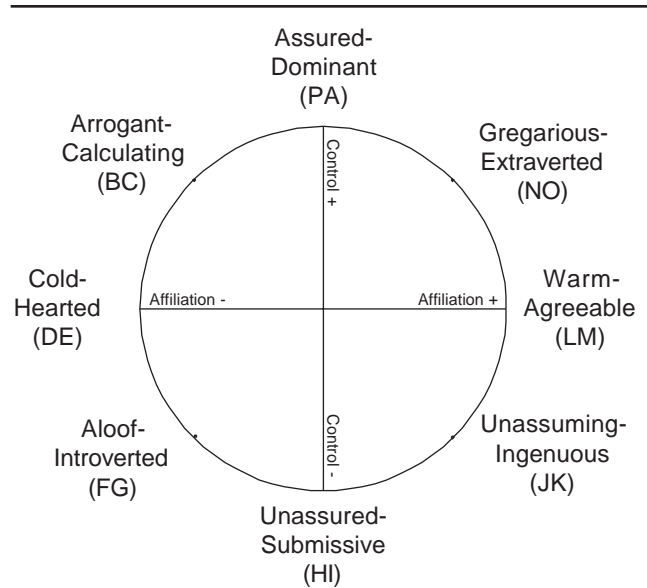 Assured-
Dominant
(PA)
Arrogant-
Calculating
(BC)
Gregarious-
Extraverted
(NO)
Control +
Cold-
Hearted
(DE)
Affiliation -
Affiliation +
Warm-
Agreeable
(LM)
Control -
Aloof-
Introverted
(FG)
Unassuming-
Ingenuous
(JK)
Unassured-
Submissive
(HI)